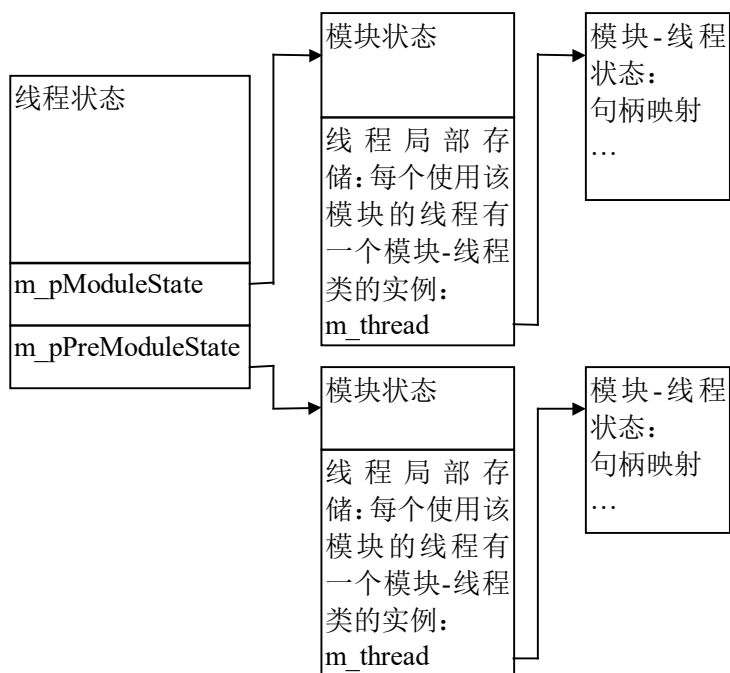 线程状态
m_pModuleState
m_pPreModuleState
模块状态
线程局部存
储：每个使用该
模块的线程有
一个模块-线程
类的实例：
m_thread
模块-线程
状态：
句柄映射
…
模块状态
线程局部存
储：每个使用该
模块的线程有
一个模块-线程
类的实例：
m_thread
模块-线程
状态：
句柄映射
…